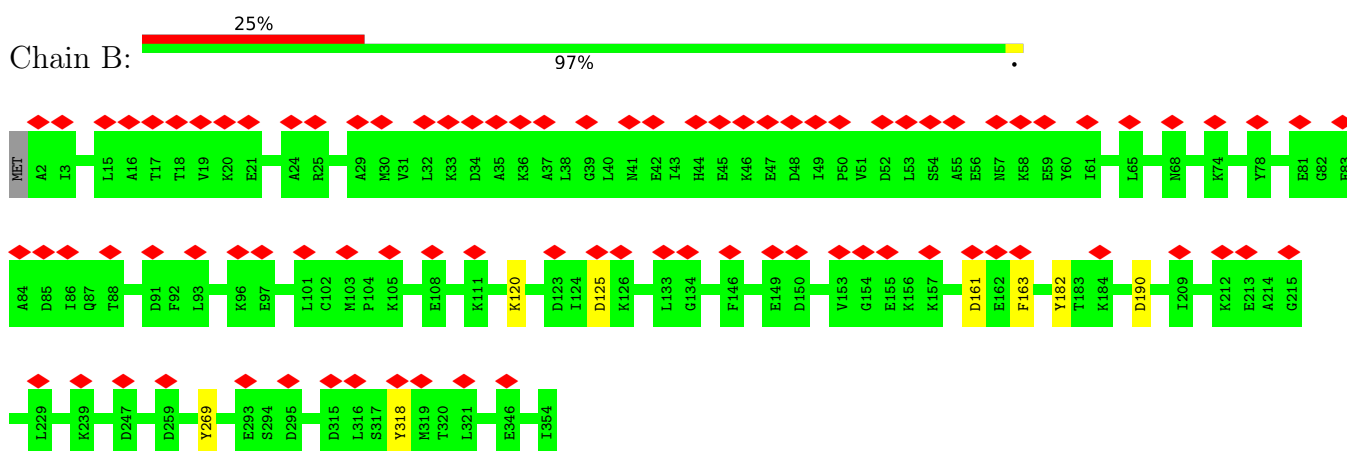 25%
Chain B:
97%
.
MET A2 I3 L15 A16 T17 T18 V19 K20 E21 A24 R25 A29 M30 V31 L32 K33 D34 A35 K36 A37 L38 G39 L40 N41 E42 I43 H44 E45 K46 E47 D48 I49 P50 V51 D52 L53 S54 A55 E56 N57 K58 E59 Y60 I61 L65 N68 K74 Y78 E81 G82 E83
A84 D85 I86 Q87 T88 D91 F92 L93 K96 E97 L101 C102 M103 P104 K105 E108 K111 K120 D123 I124 D125 K126 L133 G134 F146 E149 D150 V153 G154 E155 K156 K157 D161 E162 F163 Y182 T183 K184 D190 I209 K212 E213 A214 G215
L229 K239 D247 D259 Y269 E293 S294 D295 D315 L316 S317 Y318 M319 T320 L321 E346 I354